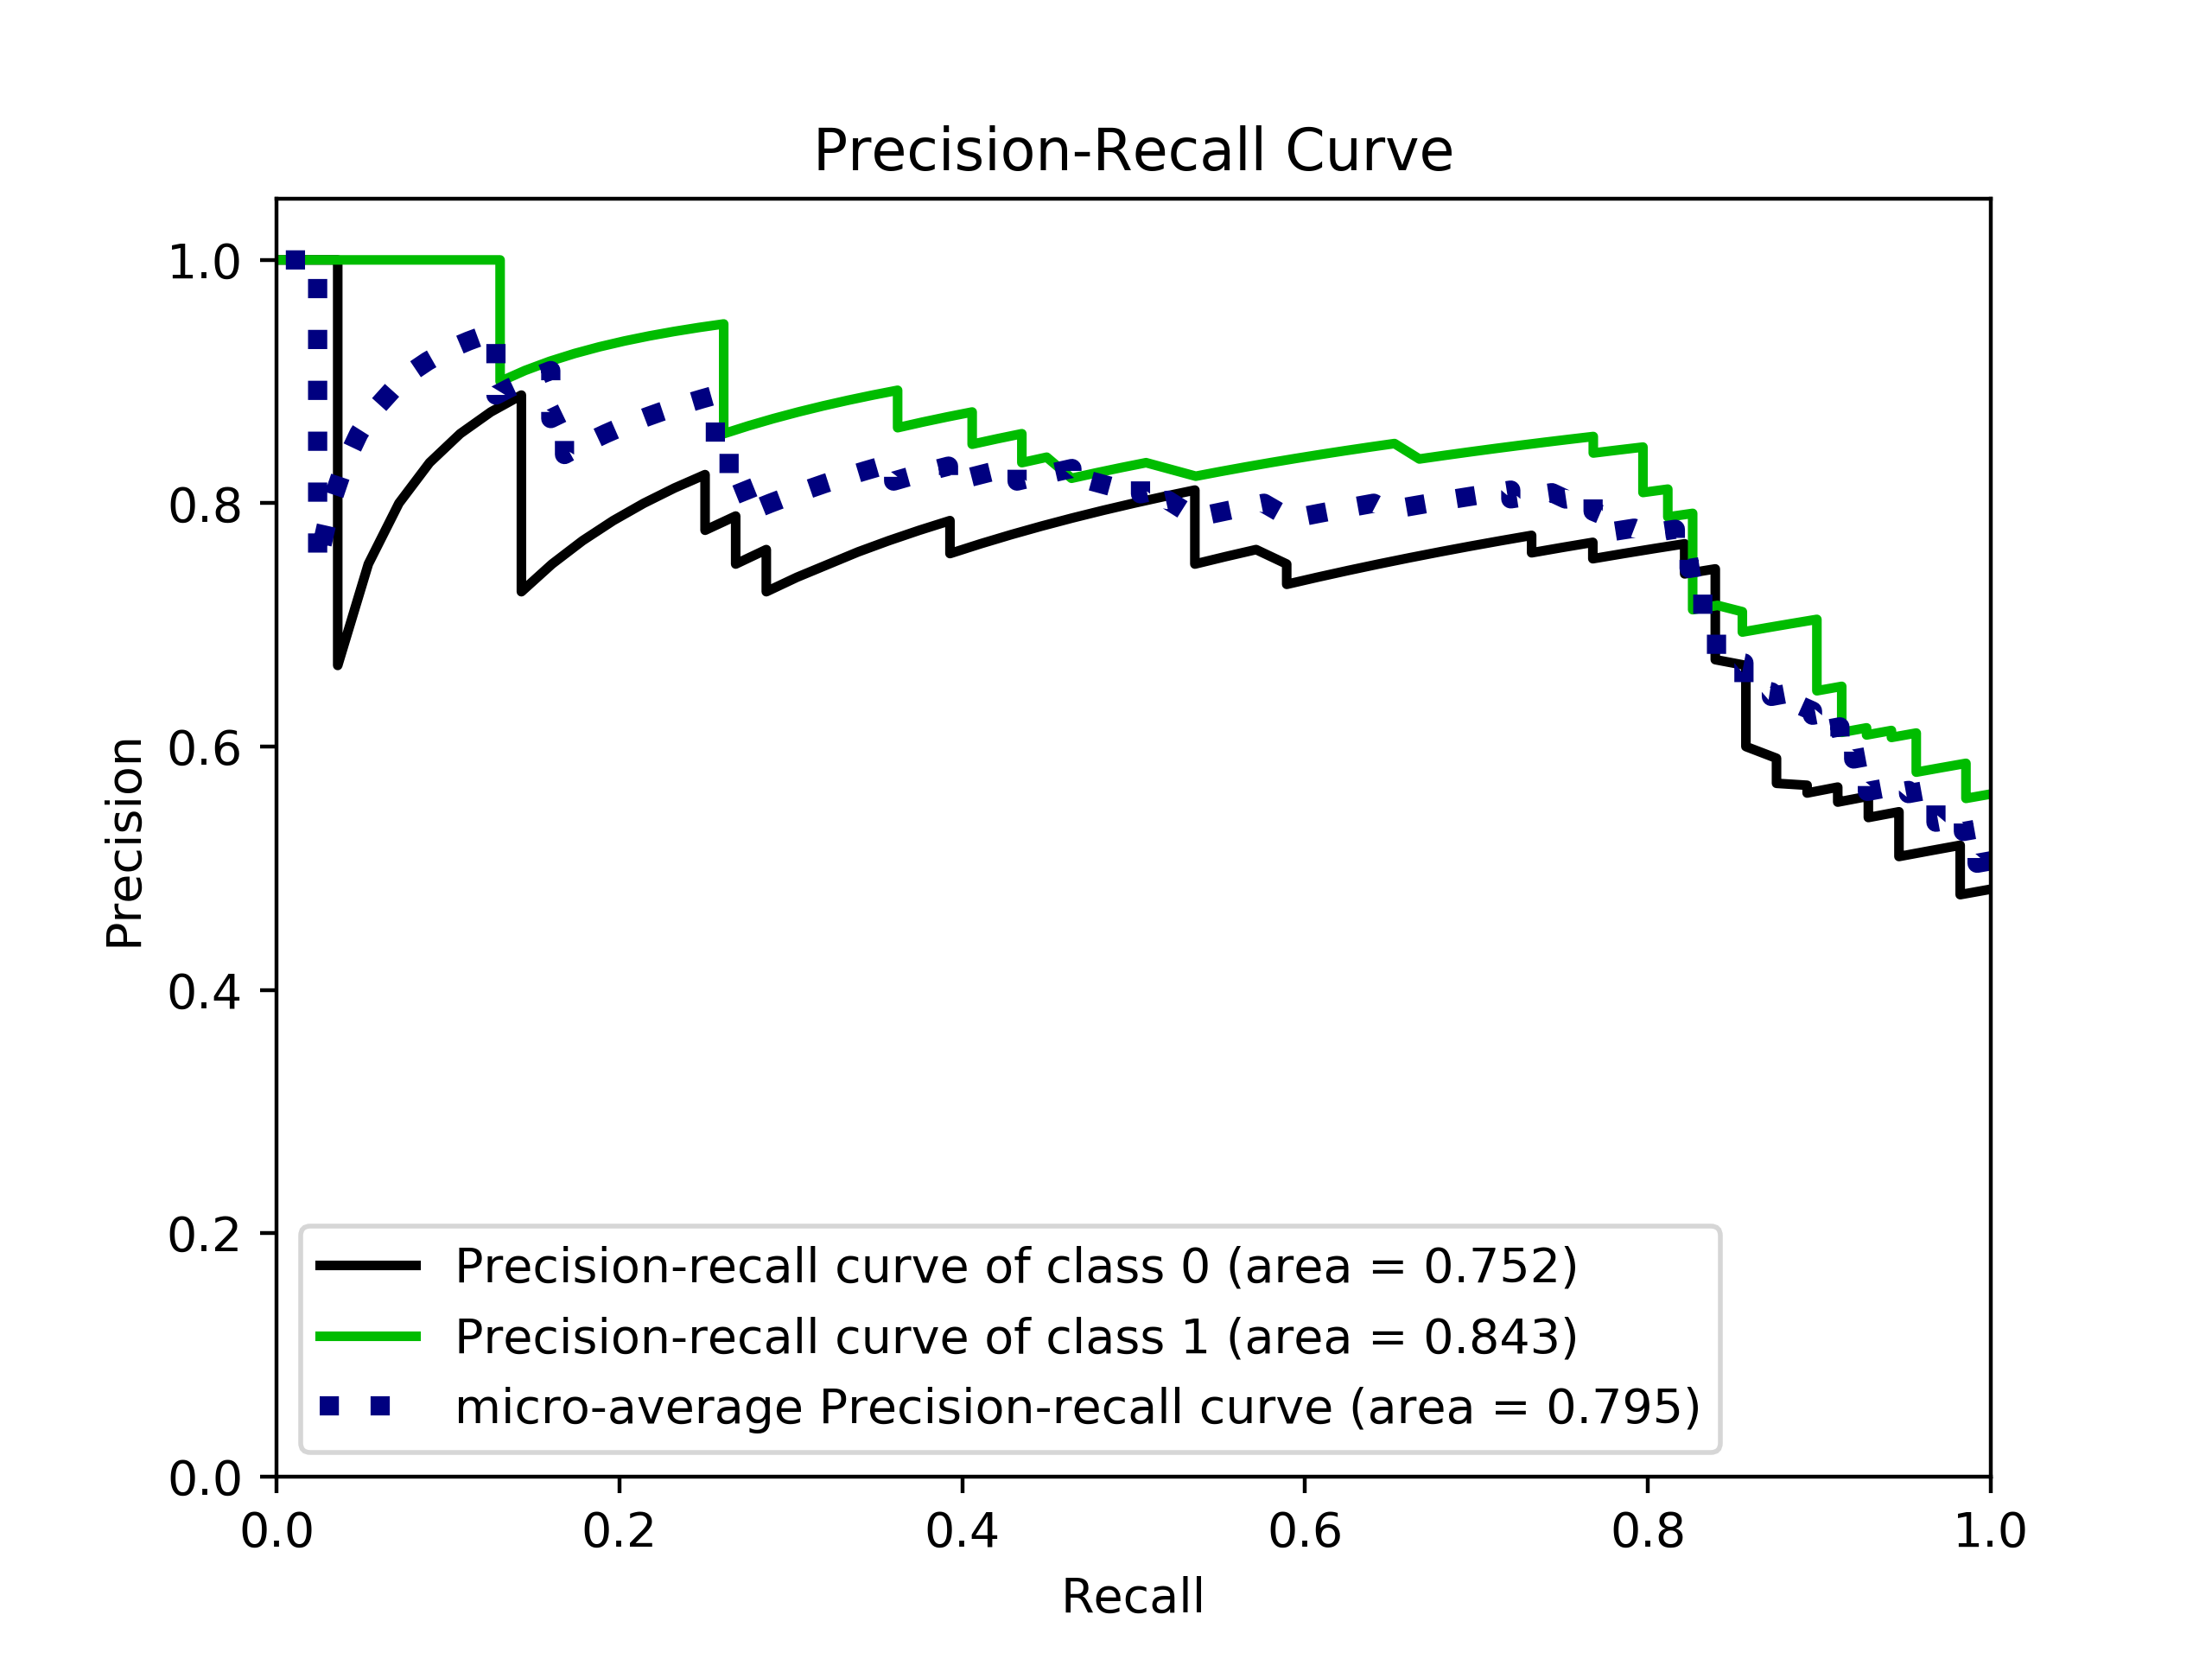 Precision-Recall Curve
1.0
0.8
0.6
0.4
0.2
0.0
Precision
Precision-recall curve of class 0 (area = 0.752)
Precision-recall curve of class 1 (area = 0.843)
micro-average Precision-recall curve (area = 0.795)
0.0 0.2 0.4 0.6 0.8 1.0
Recall